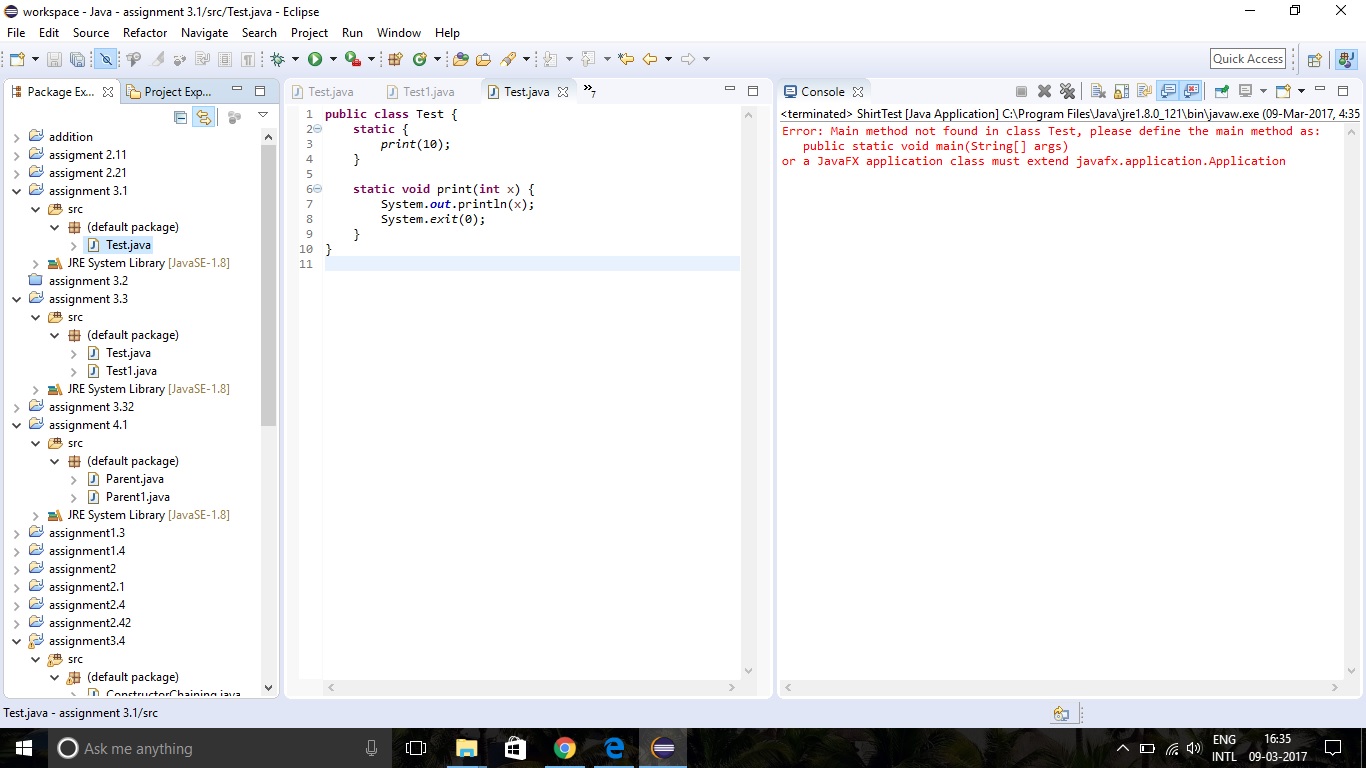 workspace - Java - assignment 3.1/src/Test.java - Eclipse
File Edit Source Refactor Navigate Search Project Run Window Help
Quick Access
Package Ex... Project Exp...
addition
assigment 2.11
assigment 2.21
assignment 3.1
src
(default package)
Test.java
JRE System Library [JavaSE-1.8]
assignment 3.2
assignment 3.3
src
(default package)
Test.java
Test1.java
JRE System Library [JavaSE-1.8]
assignment 3.32
assignment 4.1
src
(default package)
Parent.java
Parent1.java
JRE System Library [JavaSE-1.8]
assignment1.3
assignment1.4
assignment2
assignment2.1
assignment2.4
assignment2.42
assignment3.4
src
(default package)
ConstructorChaining.java
Test.java Test1.java Test.java »7
1 public class Test {
2 static {
3 print(10);
4 }
5
6 static void print(int x) {
7 System.out.println(x);
8 System.exit(0);
9 }
10 }
11
Console
<terminated> ShirtTest [Java Application] C:\Program Files\Java\jre1.8.0_121\bin\javaw.exe (09-Mar-2017, 4:35
Error: Main method not found in class Test, please define the main method as:
public static void main(String[] args)
or a JavaFX application class must extend javafx.application.Application
Test.java - assignment 3.1/src
Ask me anything
ENG
INTL
16:35
09-03-2017